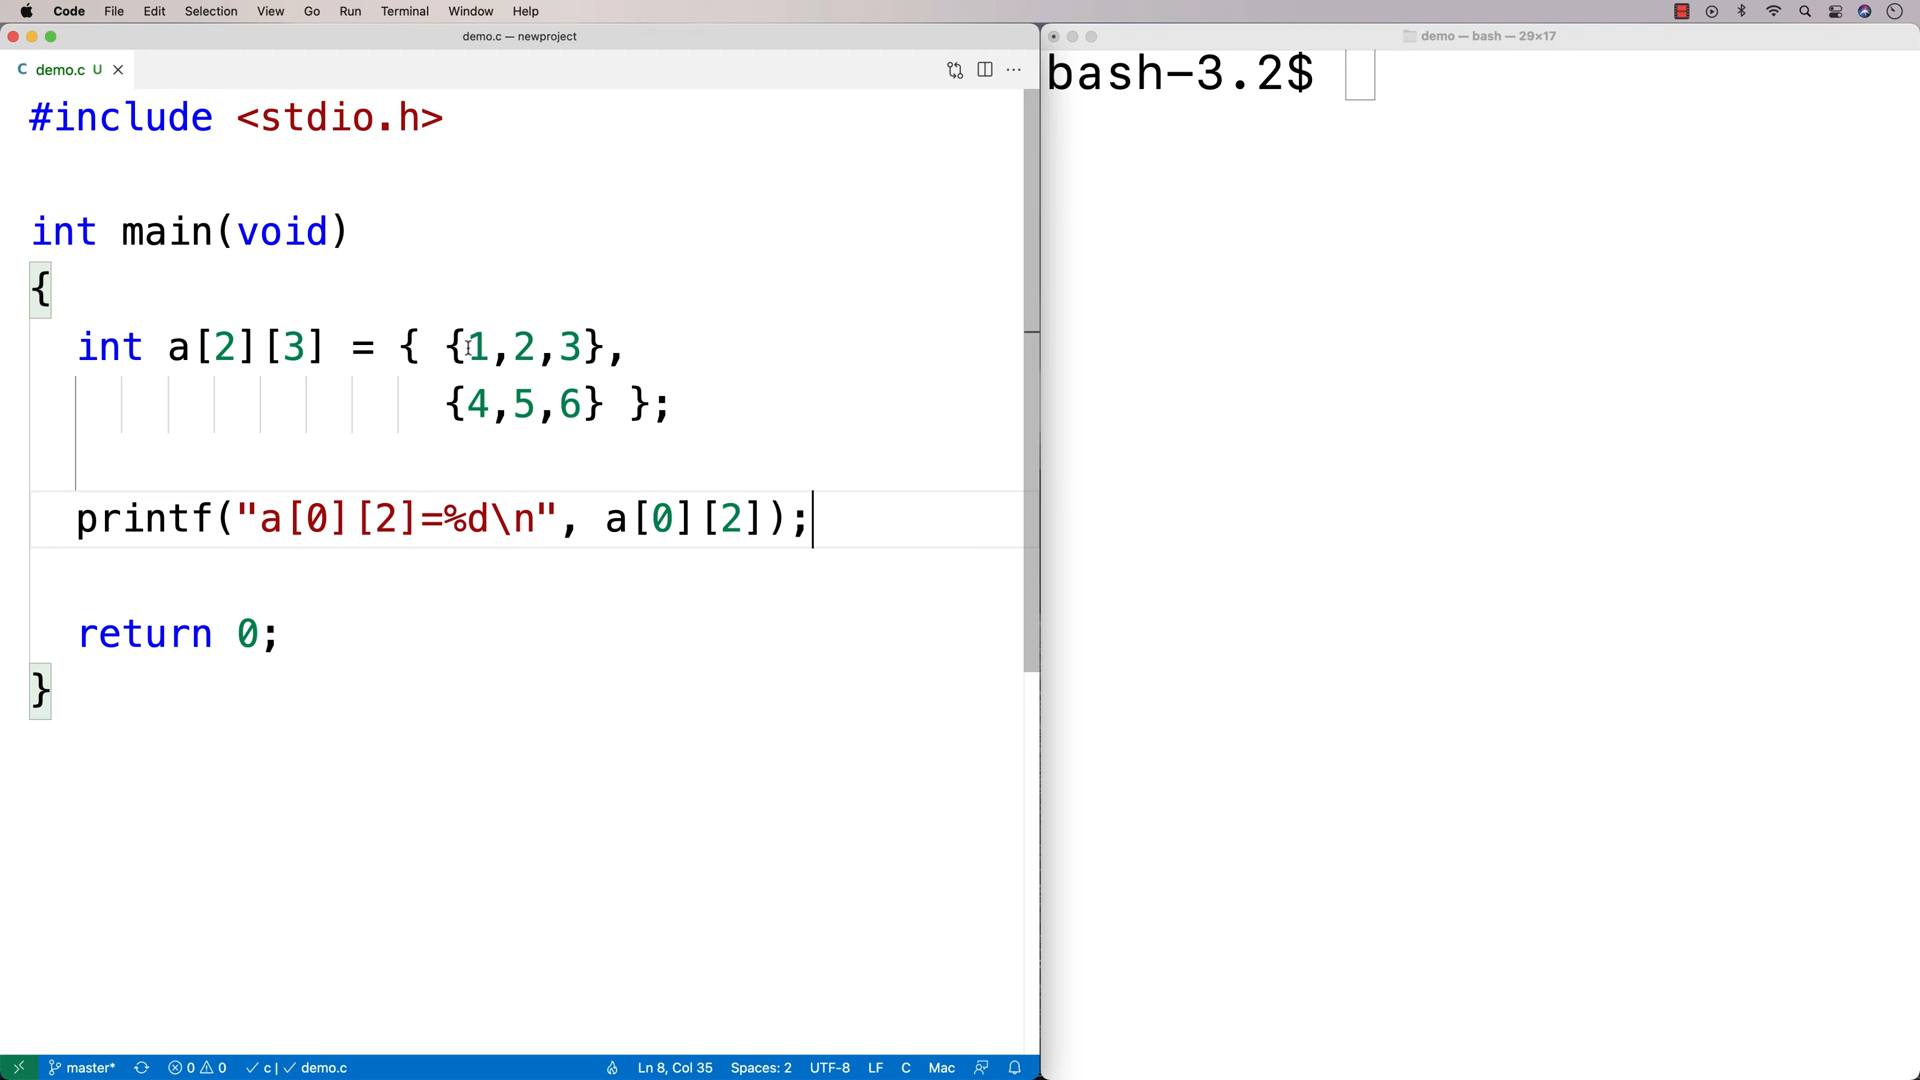 Code File Edit Selection View Go Run Terminal Window Help
demo.c — newproject
demo — bash — 29×17
C demo.c U
bash-3.2$
#include <stdio.h>
int main(void)
{
int a[2][3] = { {1,2,3},
{4,5,6} };
printf("a[0][2]=%d\n", a[0][2]);
return 0;
}
master* 0 0 c | demo.c Ln 8, Col 35 Spaces: 2 UTF-8 LF C Mac